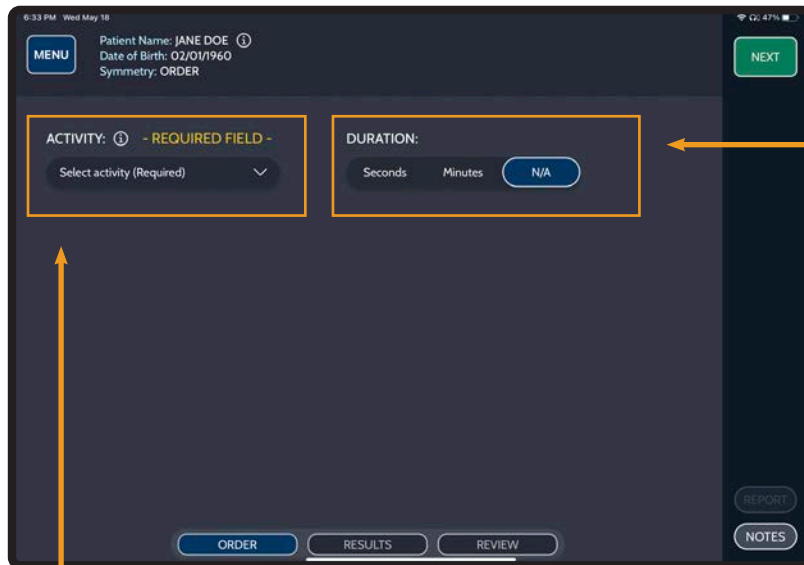 6:33 PM Wed May 18
47%
MENU
Patient Name: JANE DOE
Date of Birth: 02/01/1960
Symmetry: ORDER
NEXT
ACTIVITY: - REQUIRED FIELD -
Select activity (Required)
DURATION:
Seconds Minutes N/A
REPORT
NOTES
ORDER RESULTS REVIEW